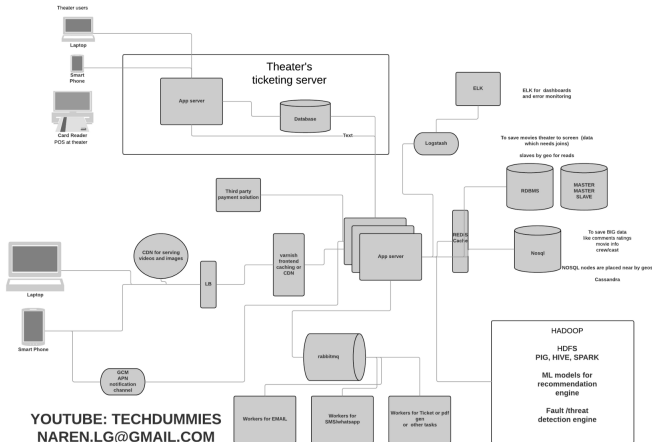 Theater users
Laptop
Smart
Phone
Card Reader
POS at theater
Theater's
ticketing server
App server
Database
Text
ELK
ELK for dashboards
and error monitoring
Logstash
To save movies theater to screen (data
which needs joins)
slaves by geo for reads
RDBMS
MASTER
MASTER
SLAVE
Third party
payment solution
CDN for serving
videos and images
LB
varnish
frontend
caching or
CDN
App server
REDIS
Cache
Nosql
To save BIG data
like comments ratings
movie info
crew/cast
NOSQL nodes are placed near by geos
Cassandra
Laptop
Smart Phone
GCM
APN
notification
channel
rabbitmq
HADOOP
HDFS
PIG, HIVE, SPARK
ML models for
recommendation
engine
Fault /threat
detection engine
Workers for EMAIL
Workers for
SMS/whatsapp
Workers for Ticket or pdf
gen
or other tasks
YOUTUBE: TECHDUMMIES
NAREN.LG@GMAIL.COM